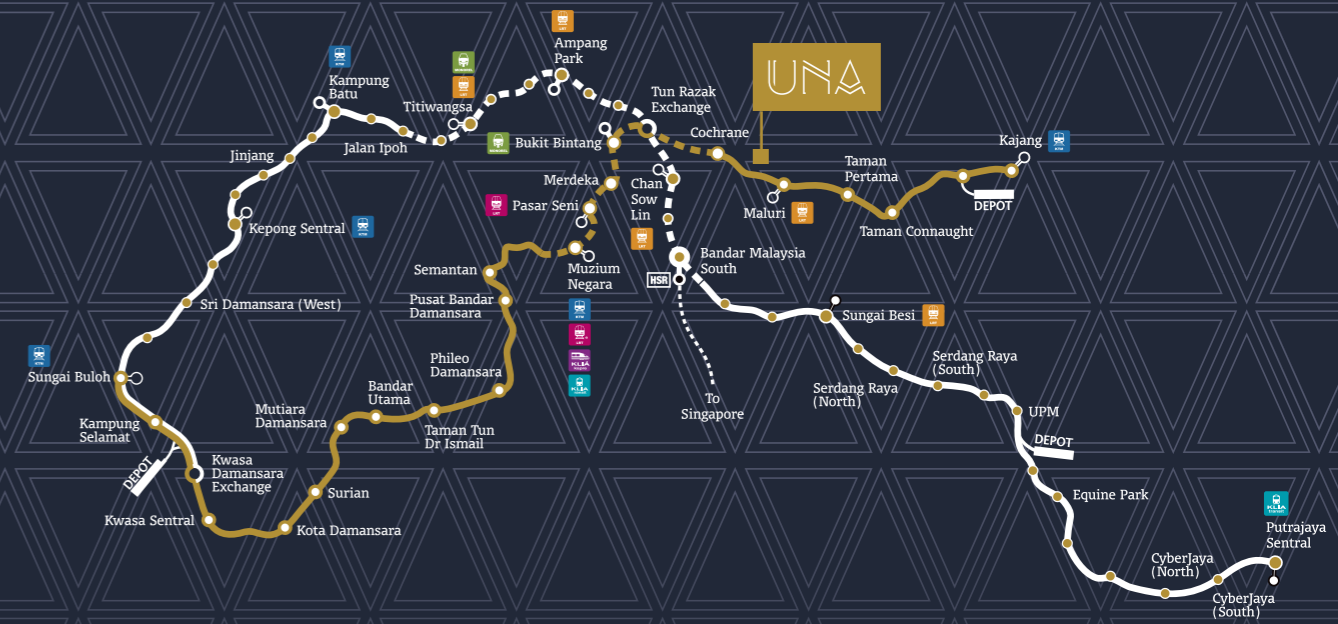 Ampang
Park
UNA
Kampung
Batu
Titiwangsa
Tun Razak
Exchange
Cochrane
Jalan Ipoh
Bukit Bintang
Kajang
Jinjang
Taman
Pertama
Merdeka
Chan
Sow
Lin
Pasar Seni
Maluri
DEPOT
Kepong Sentral
Taman Connaught
Semantan
Muzium
Negara
Bandar Malaysia
South
HSR
Pusat Bandar
Damansara
Sri Damansara (West)
Sungai Besi
Phileo
Damansara
Serdang Raya
(South)
Sungai Buloh
Bandar
Utama
Serdang Raya
(North)
To
Singapore
Mutiara
Damansara
UPM
Kampung
Selamat
Taman Tun
Dr Ismail
DEPOT
DEPOT
Kwasa
Damansara
Exchange
Surian
Equine Park
Kwasa Sentral
Kota Damansara
KLIA
Putrajaya
Sentral
CyberJaya
(North)
CyberJaya
(South)